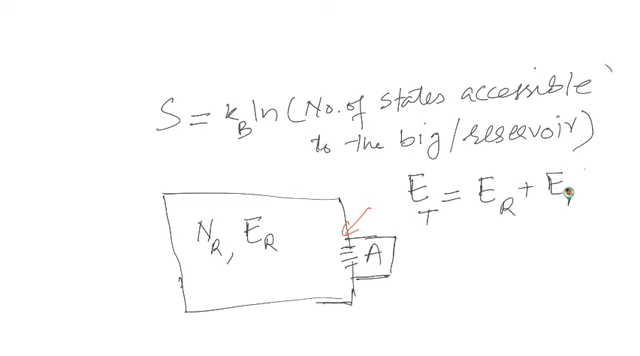 S = k_B ln (No. of states accessible
to the big/reservoir)
E_T = E_R + E
N_R, E_R
A